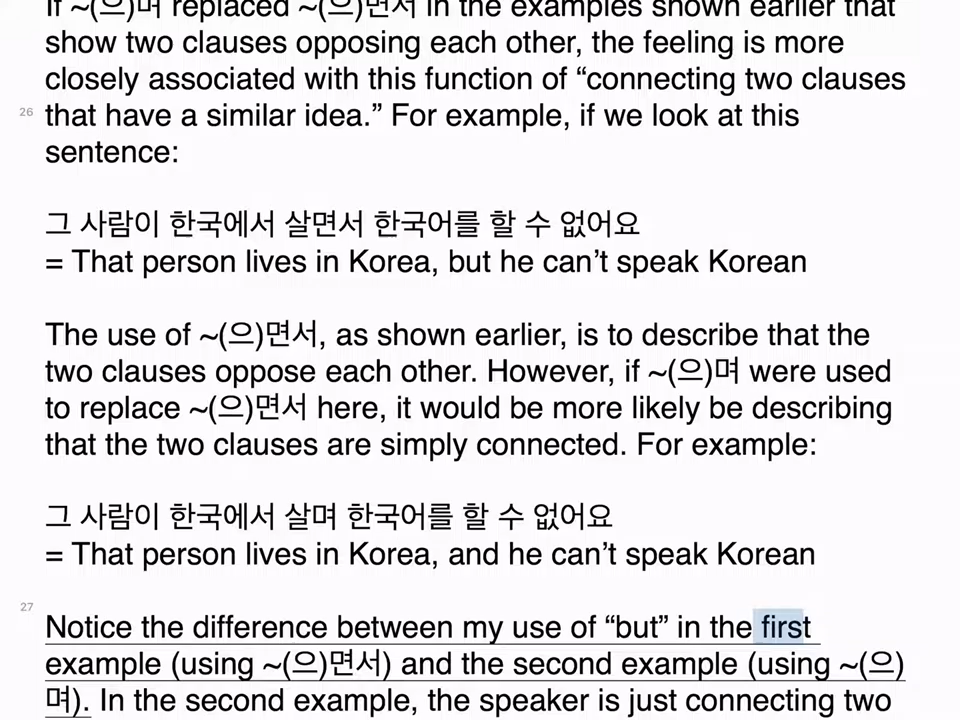 If ~(으)며 replaced ~(으)면서 in the examples shown earlier that
show two clauses opposing each other, the feeling is more
closely associated with this function of “connecting two clauses
26 that have a similar idea.” For example, if we look at this
sentence:
그 사람이 한국에서 살면서 한국어를 할 수 없어요
= That person lives in Korea, but he can’t speak Korean
The use of ~(으)면서, as shown earlier, is to describe that the
two clauses oppose each other. However, if ~(으)며 were used
to replace ~(으)면서 here, it would be more likely be describing
that the two clauses are simply connected. For example:
그 사람이 한국에서 살며 한국어를 할 수 없어요
= That person lives in Korea, and he can’t speak Korean
27
Notice the difference between my use of “but” in the first
example (using ~(으)면서) and the second example (using ~(으)
며). In the second example, the speaker is just connecting two